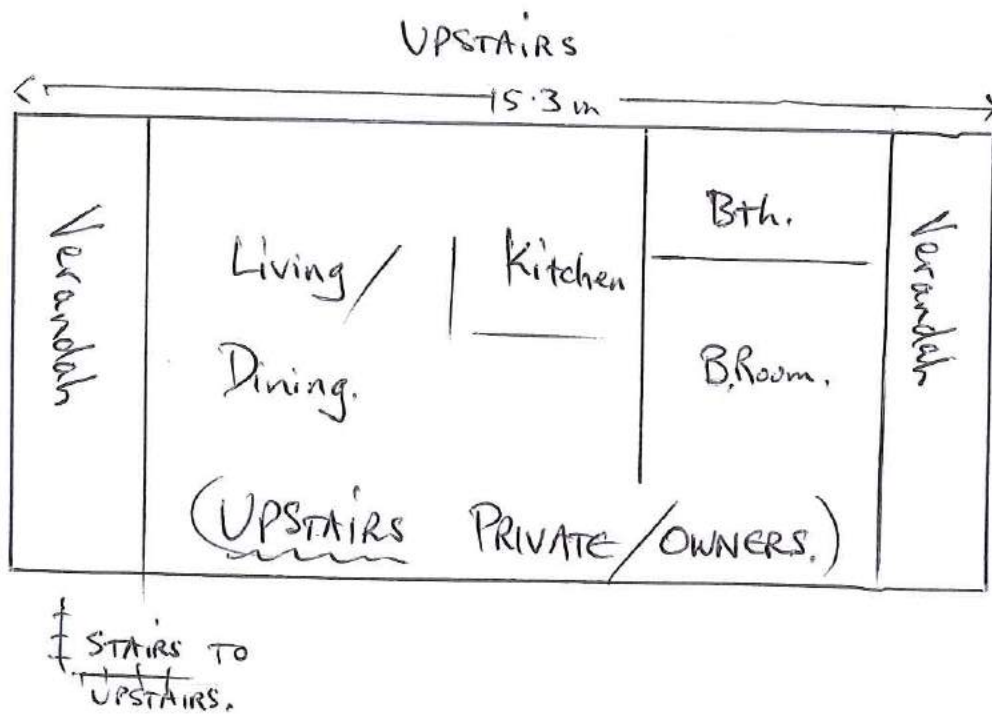 UPSTAIRS
15.3 m
Verandah
Living/
Dining.
Kitchen
Bth.
B.Room.
Verandah
(UPSTAIRS PRIVATE/OWNERS.)
STAIRS TO
UPSTAIRS.